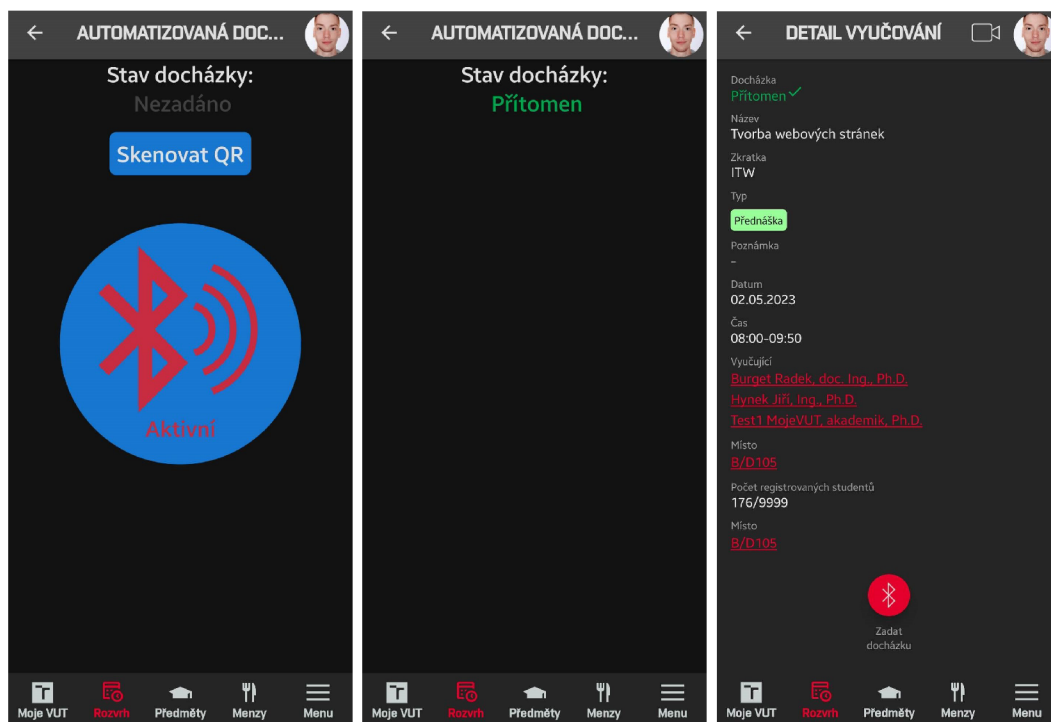 AUTOMATIZOVANÁ DOC...
Stav docházky:
Nezadáno
Skenovat QR
Aktivní
Moje VUT
Rozvrh
Předměty
Menzy
Menu
AUTOMATIZOVANÁ DOC...
Stav docházky:
Přítomen
Moje VUT
Rozvrh
Předměty
Menzy
Menu
DETAIL VYUČOVÁNÍ
Docházka
Přítomen
Název
Tvorba webových stránek
Zkratka
ITW
Typ
Přednáška
Poznámka
-
Datum
02.05.2023
Čas
08:00-09:50
Vyučující
Burget Radek, doc. Ing., Ph.D.
Hynek Jiří, Ing., Ph.D.
Test1 MojeVUT, akademik, Ph.D.
Místo
B/D105
Počet registrovaných studentů
176/9999
Místo
B/D105
Zadat
docházku
Moje VUT
Rozvrh
Předměty
Menzy
Menu